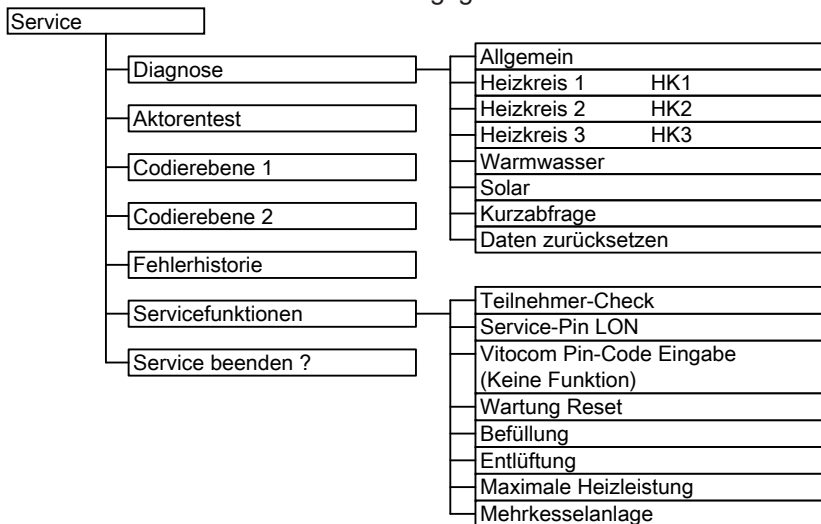 Service
Diagnose
Aktorentest
Codierebene 1
Codierebene 2
Fehlerhistorie
Servicefunktionen
Service beenden ?
Allgemein
Heizkreis 1 HK1
Heizkreis 2 HK2
Heizkreis 3 HK3
Warmwasser
Solar
Kurzabfrage
Daten zurücksetzen
Teilnehmer-Check
Service-Pin LON
Vitocom Pin-Code Eingabe
(Keine Funktion)
Wartung Reset
Befüllung
Entlüftung
Maximale Heizleistung
Mehrkesselanlage